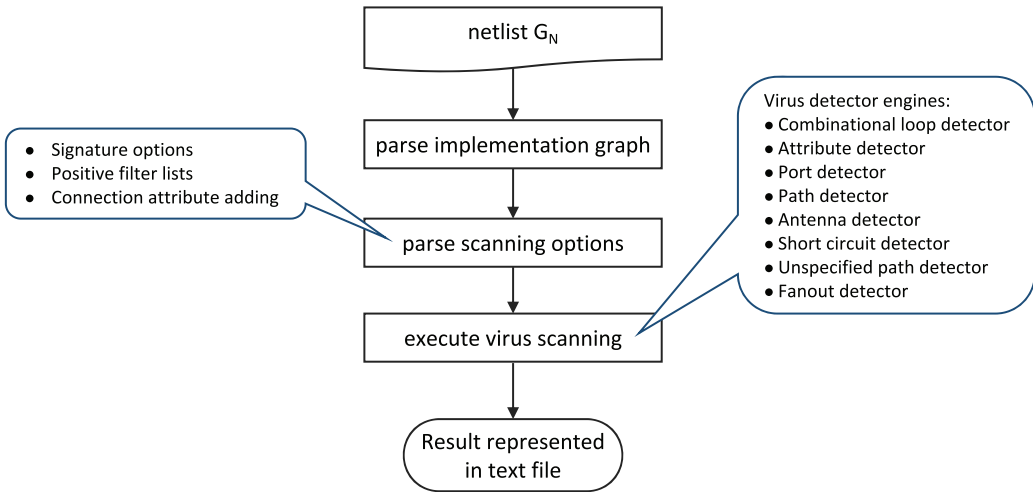 netlist G_N
parse implementation graph
● Signature options
● Positive filter lists
● Connection attribute adding
parse scanning options
Virus detector engines:
● Combinational loop detector
● Attribute detector
● Port detector
● Path detector
● Antenna detector
● Short circuit detector
● Unspecified path detector
● Fanout detector
execute virus scanning
Result represented
in text file